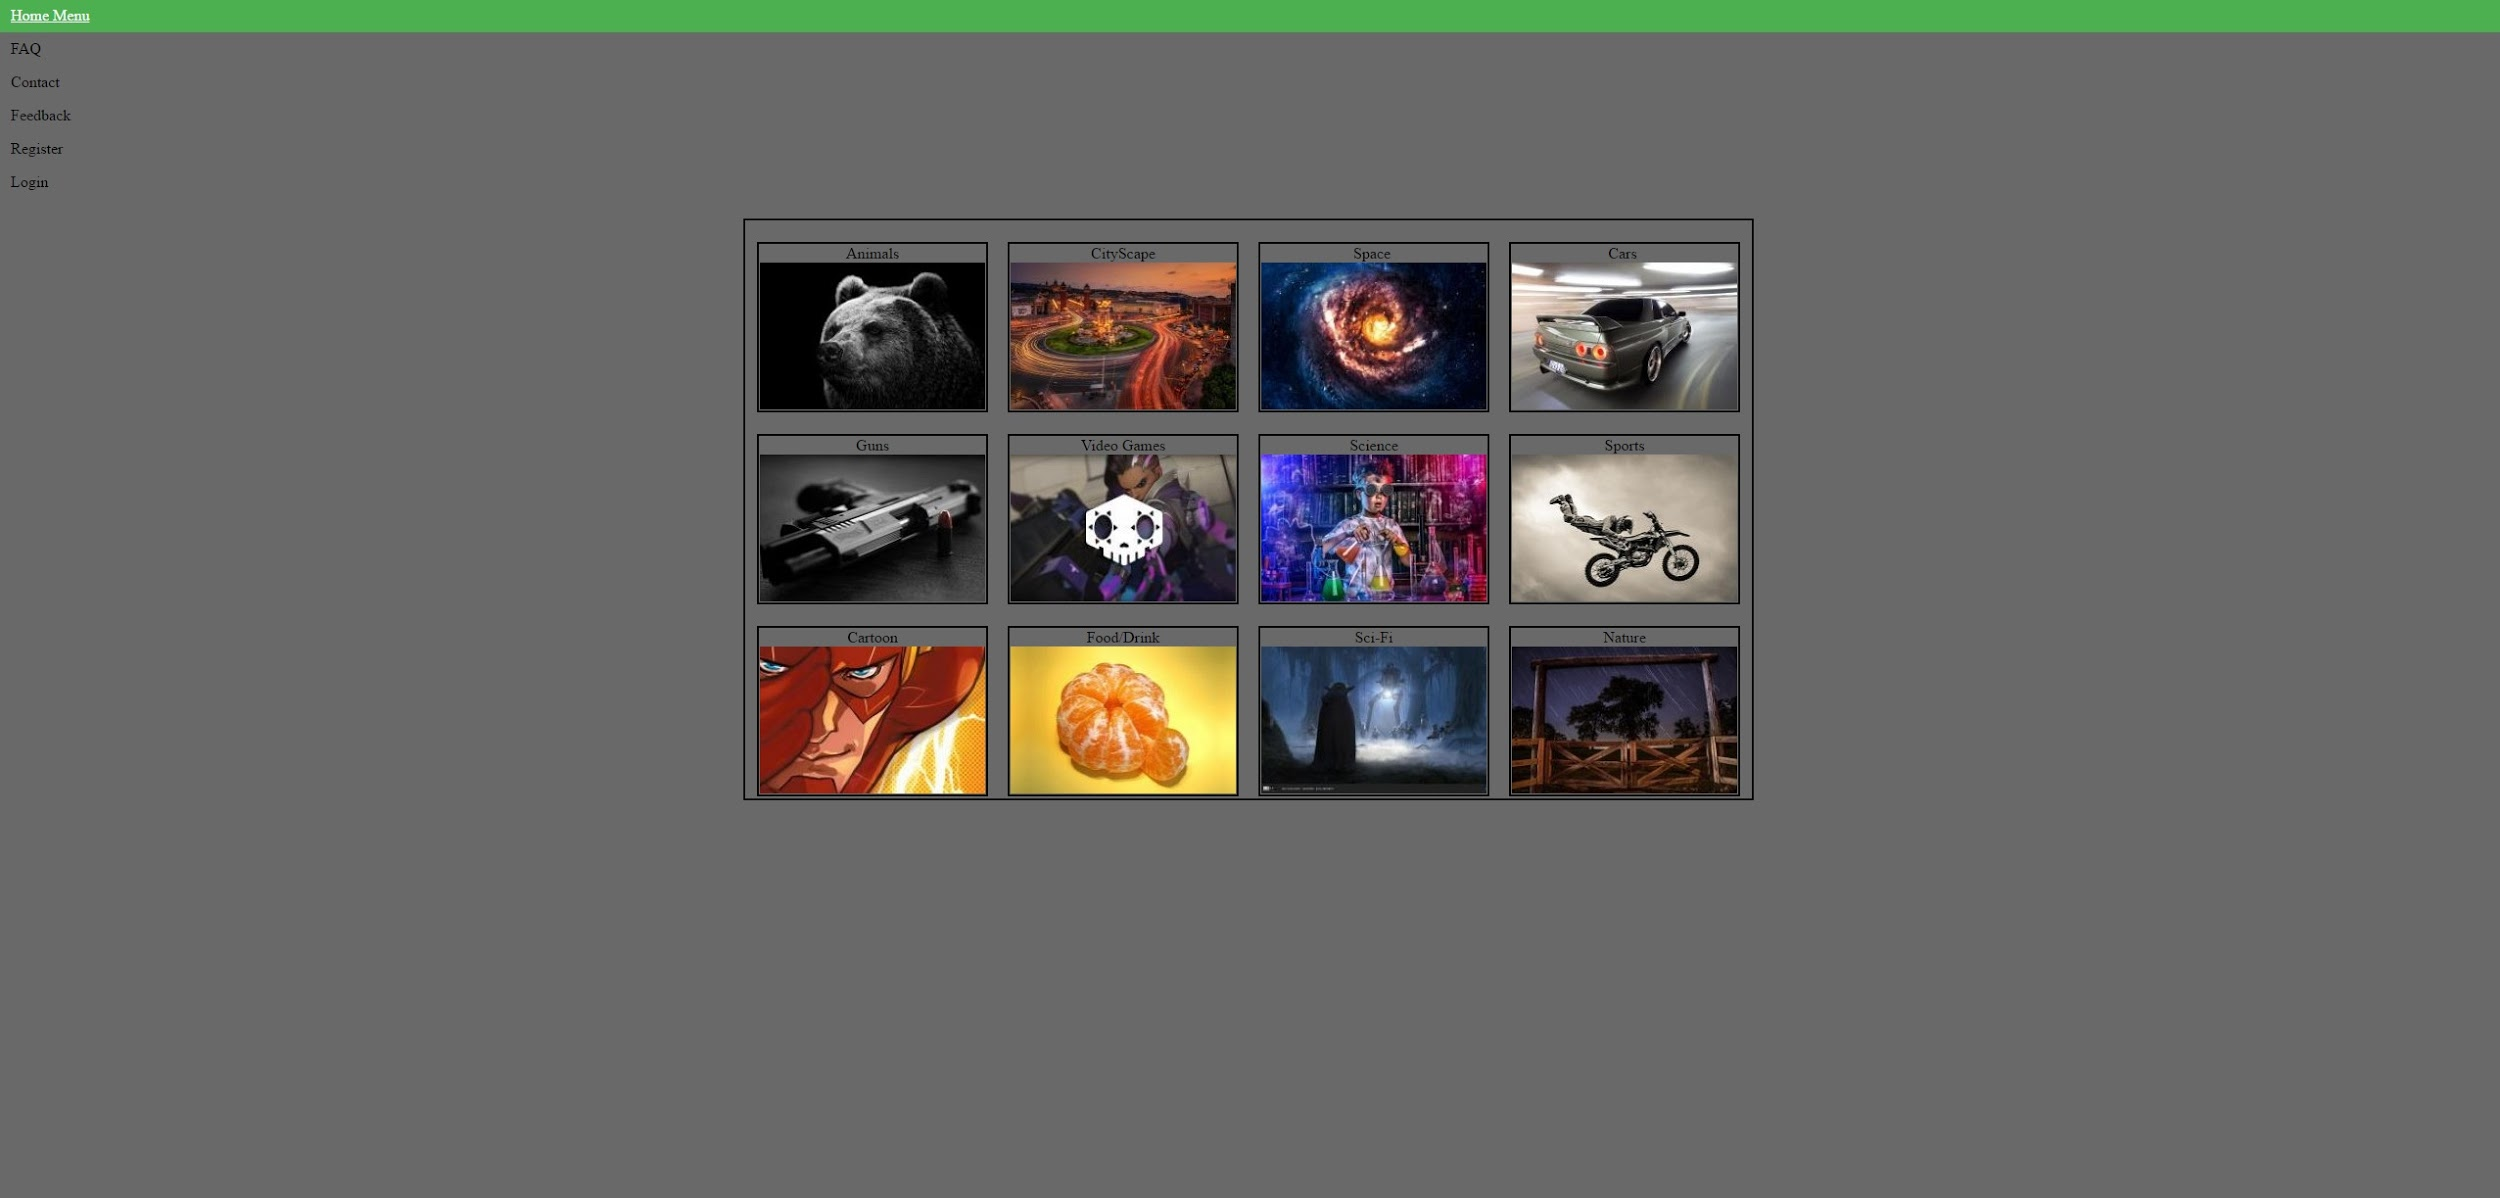 Home Menu
FAQ
Contact
Feedback
Register
Login
Animals
CityScape
Space
Cars
Guns
Video Games
Science
Sports
Cartoon
Food/Drink
Sci-Fi
Nature